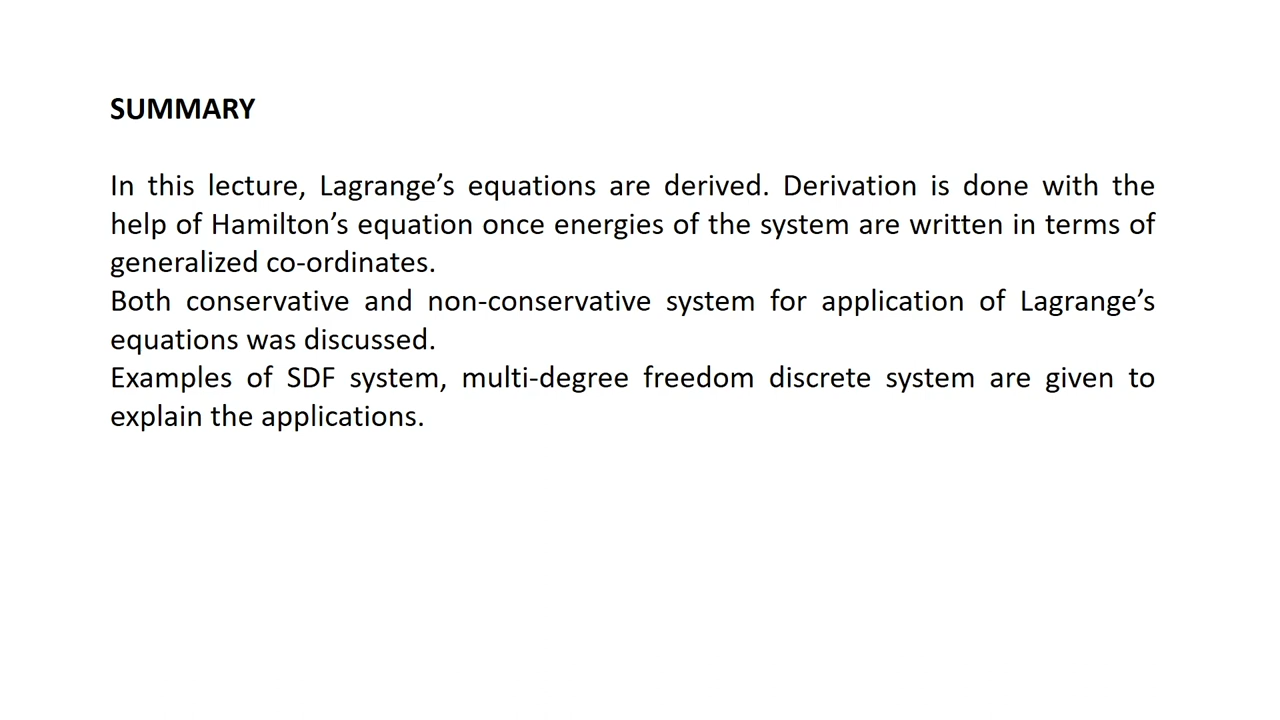 SUMMARY
In this lecture, Lagrange’s equations are derived. Derivation is done with the
help of Hamilton’s equation once energies of the system are written in terms of
generalized co-ordinates.
Both conservative and non-conservative system for application of Lagrange’s
equations was discussed.
Examples of SDF system, multi-degree freedom discrete system are given to
explain the applications.